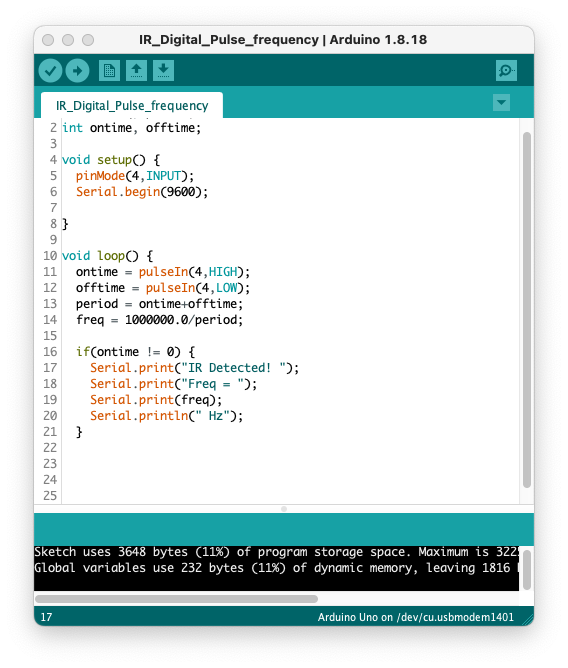 IR_Digital_Pulse_frequency | Arduino 1.8.18
IR_Digital_Pulse_frequency
2 int ontime, offtime;
3
4 void setup() {
5   pinMode(4,INPUT);
6   Serial.begin(9600);
7
8 }
9
10 void loop() {
11   ontime = pulseIn(4,HIGH);
12   offtime = pulseIn(4,LOW);
13   period = ontime+offtime;
14   freq = 1000000.0/period;
15
16   if(ontime != 0) {
17     Serial.print("IR Detected! ");
18     Serial.print("Freq = ");
19     Serial.print(freq);
20     Serial.println(" Hz");
21   }
22
23
24
25
Sketch uses 3648 bytes (11%) of program storage space. Maximum is 3225
Global variables use 232 bytes (11%) of dynamic memory, leaving 1816
17 Arduino Uno on /dev/cu.usbmodem1401